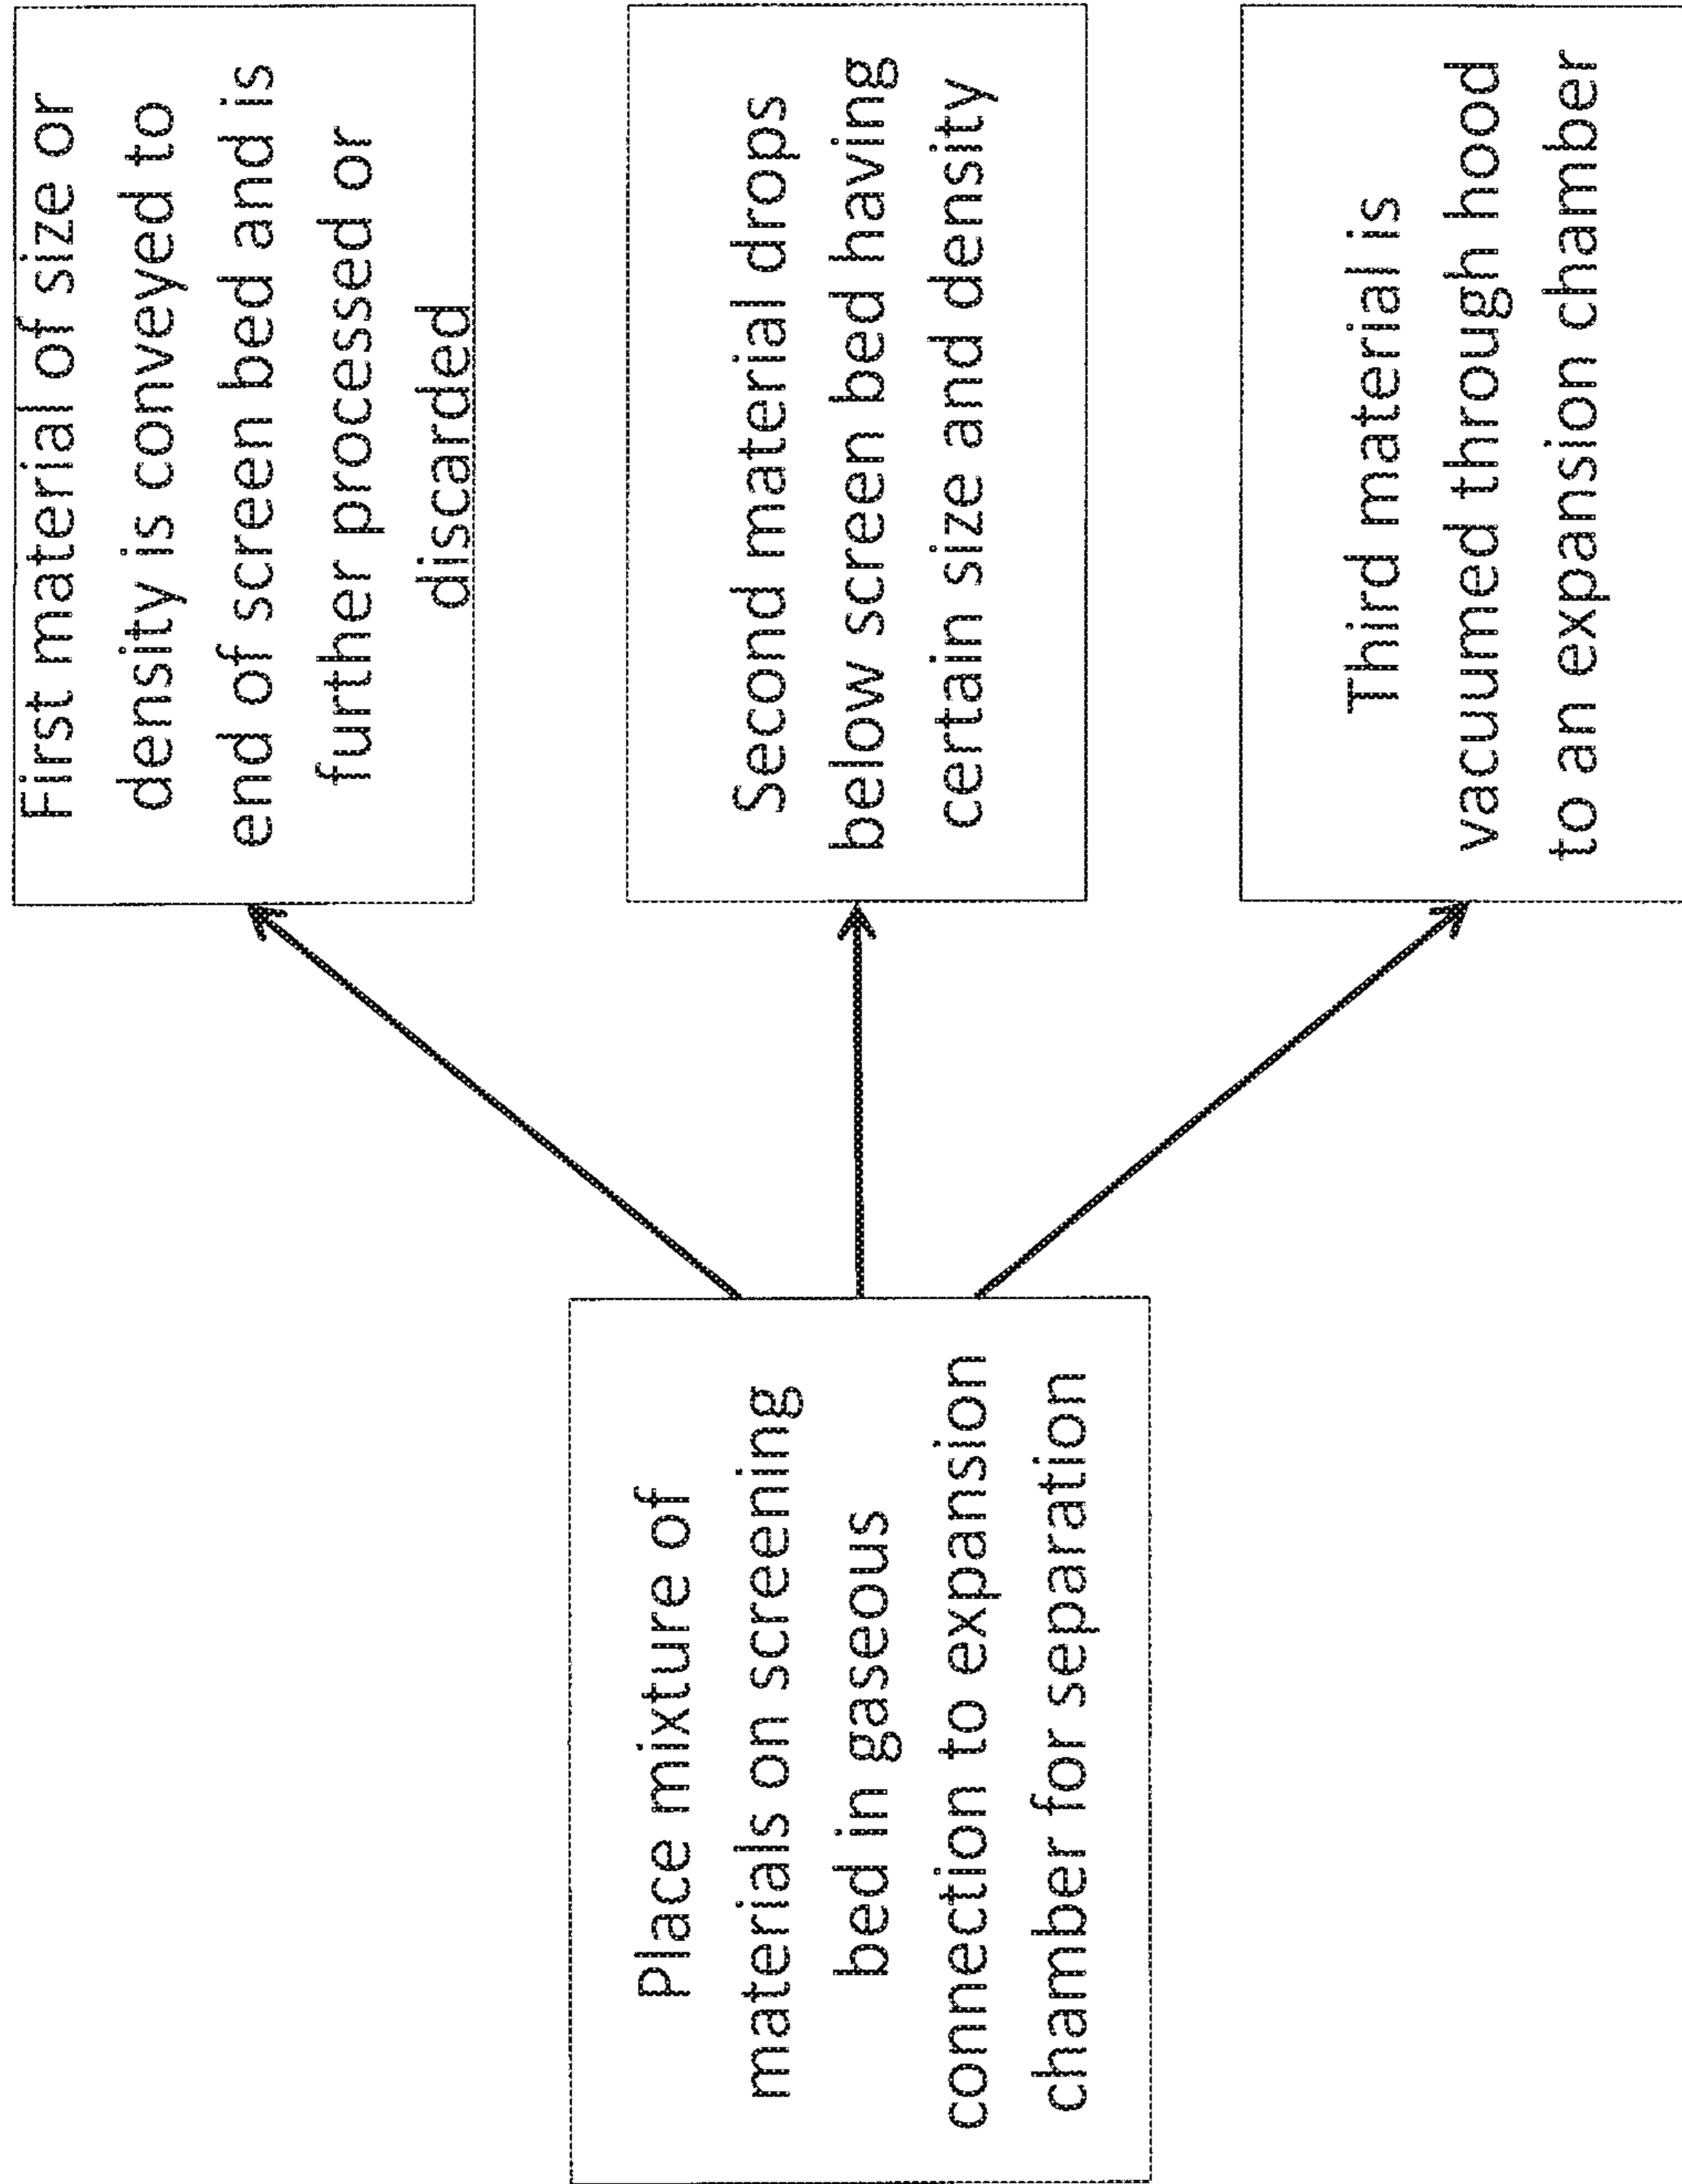 Place mixture of
materials on screening
bed in gaseous
connection to expansion
chamber for separation
First material of size or
density is conveyed to
end of screen bed and is
further processed or
discarded
Second material drops
below screen bed having
certain size and density
Third material is
vacuumed through hood
to an expansion chamber